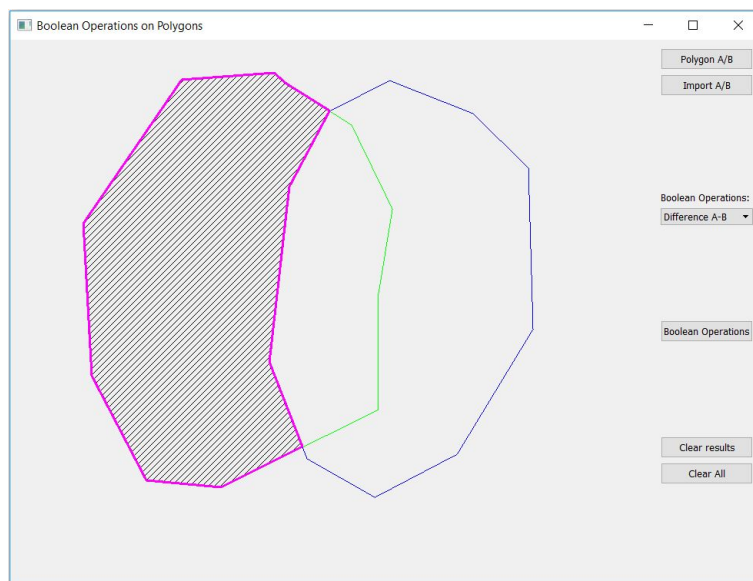 Boolean Operations on Polygons
Polygon A/B
Import A/B
Boolean Operations:
Difference A-B
Boolean Operations
Clear results
Clear All